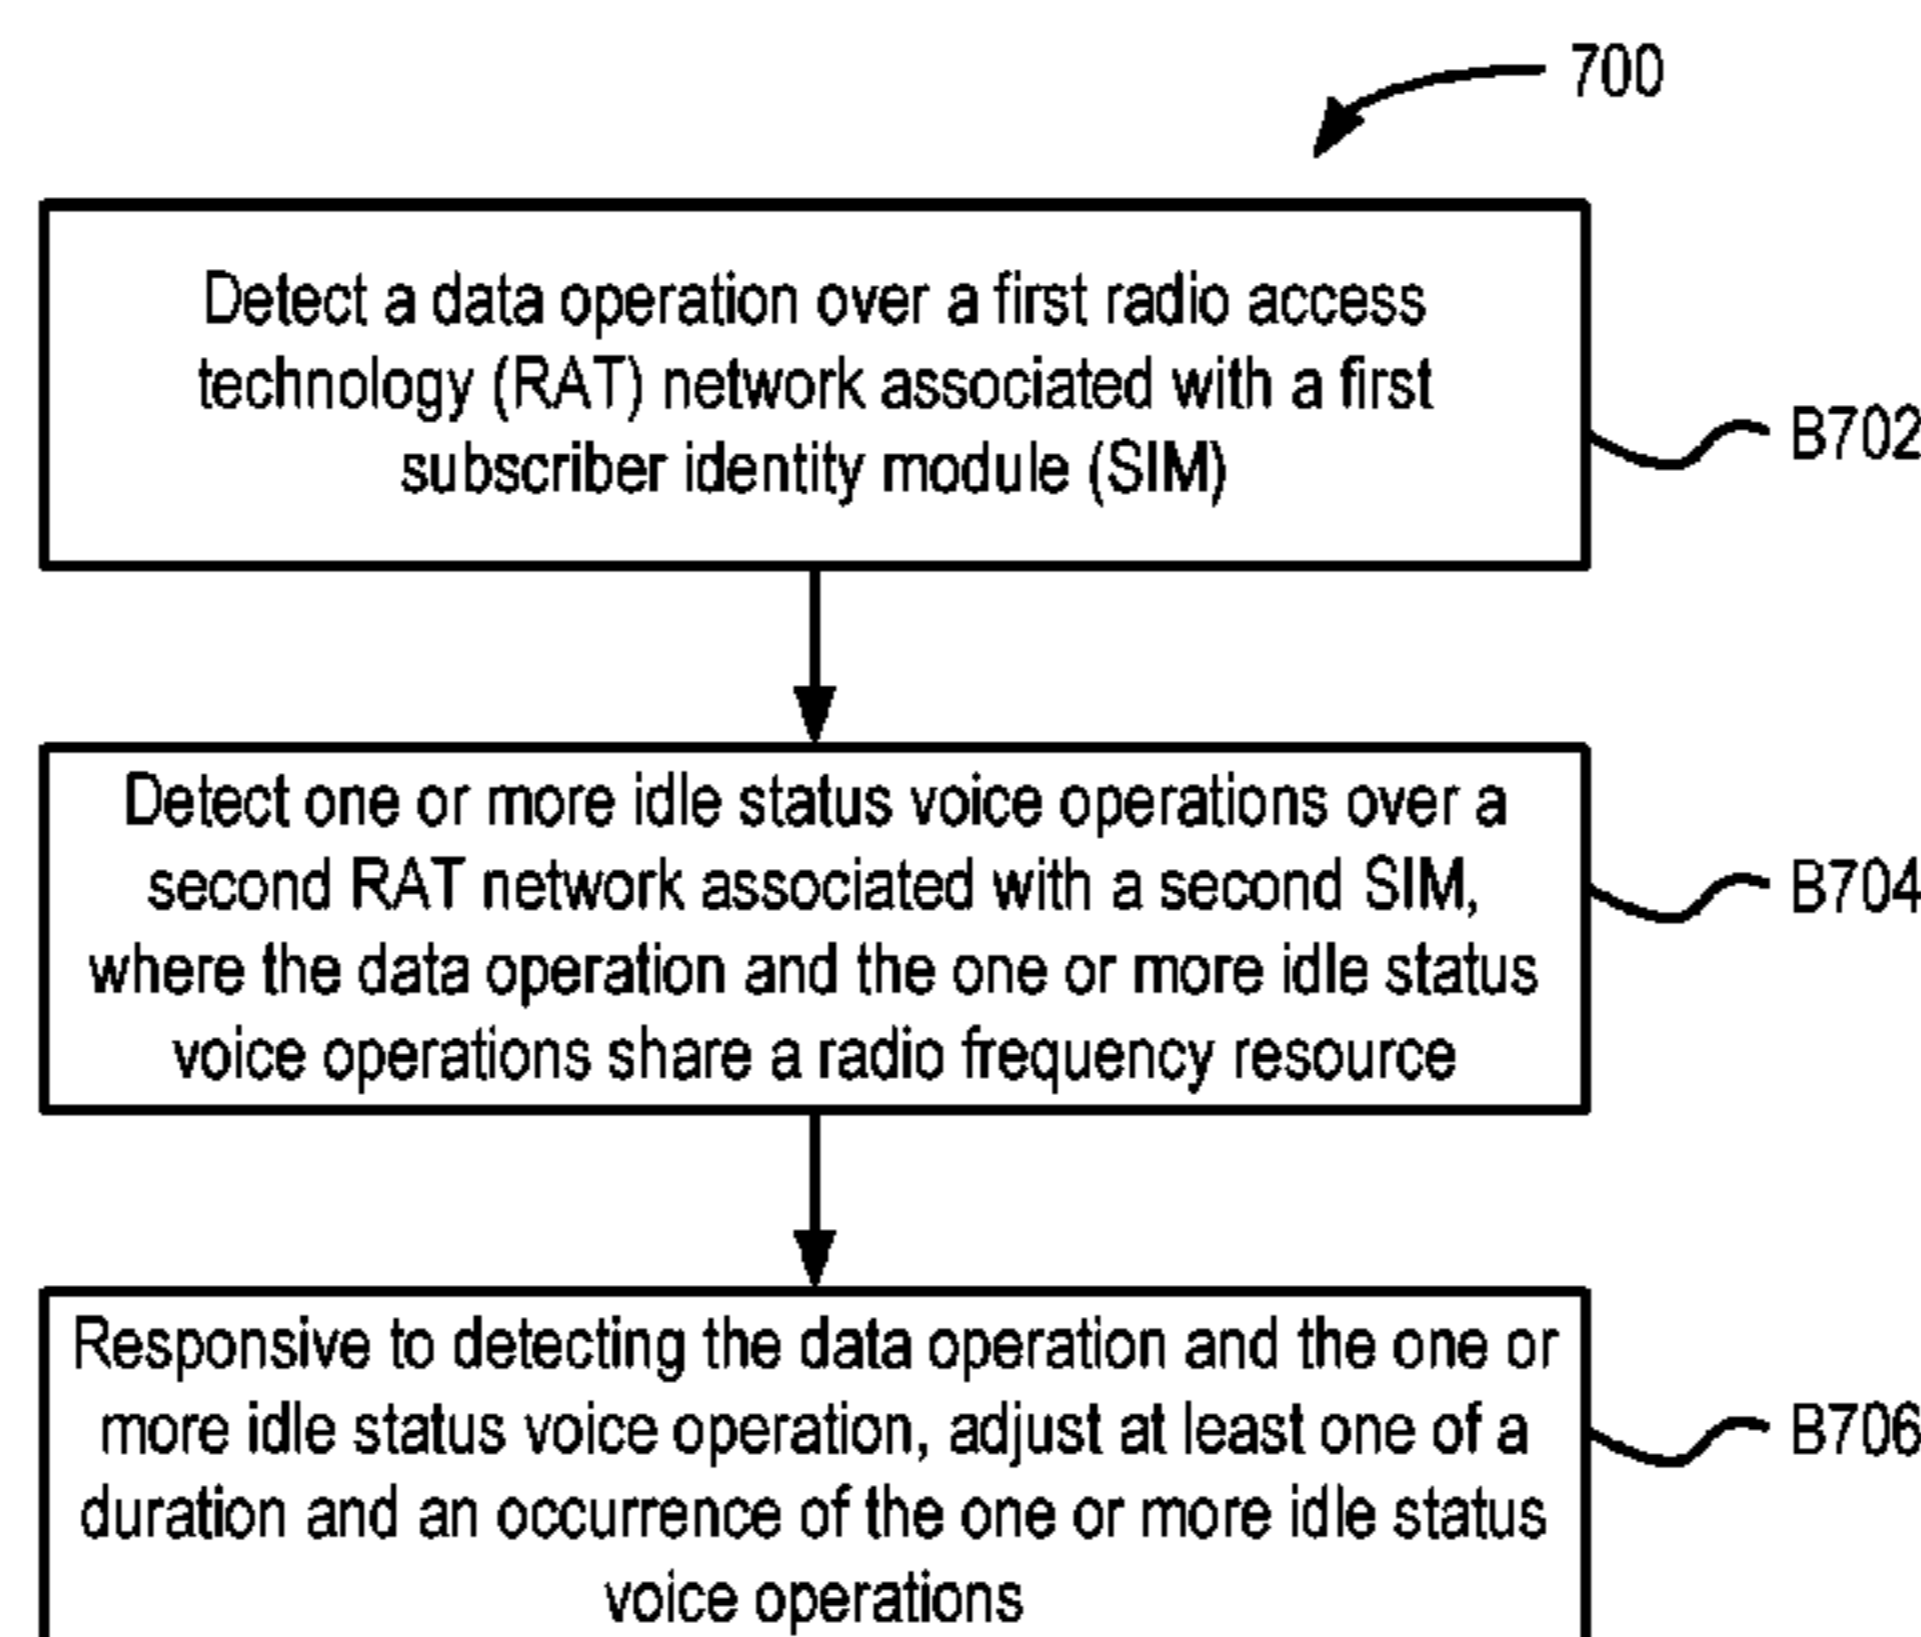 700
Detect a data operation over a first radio access
technology (RAT) network associated with a first
subscriber identity module (SIM)
B702
Detect one or more idle status voice operations over a
second RAT network associated with a second SIM,
where the data operation and the one or more idle status
voice operations share a radio frequency resource
B704
Responsive to detecting the data operation and the one or
more idle status voice operation, adjust at least one of a
duration and an occurrence of the one or more idle status
voice operations
B706